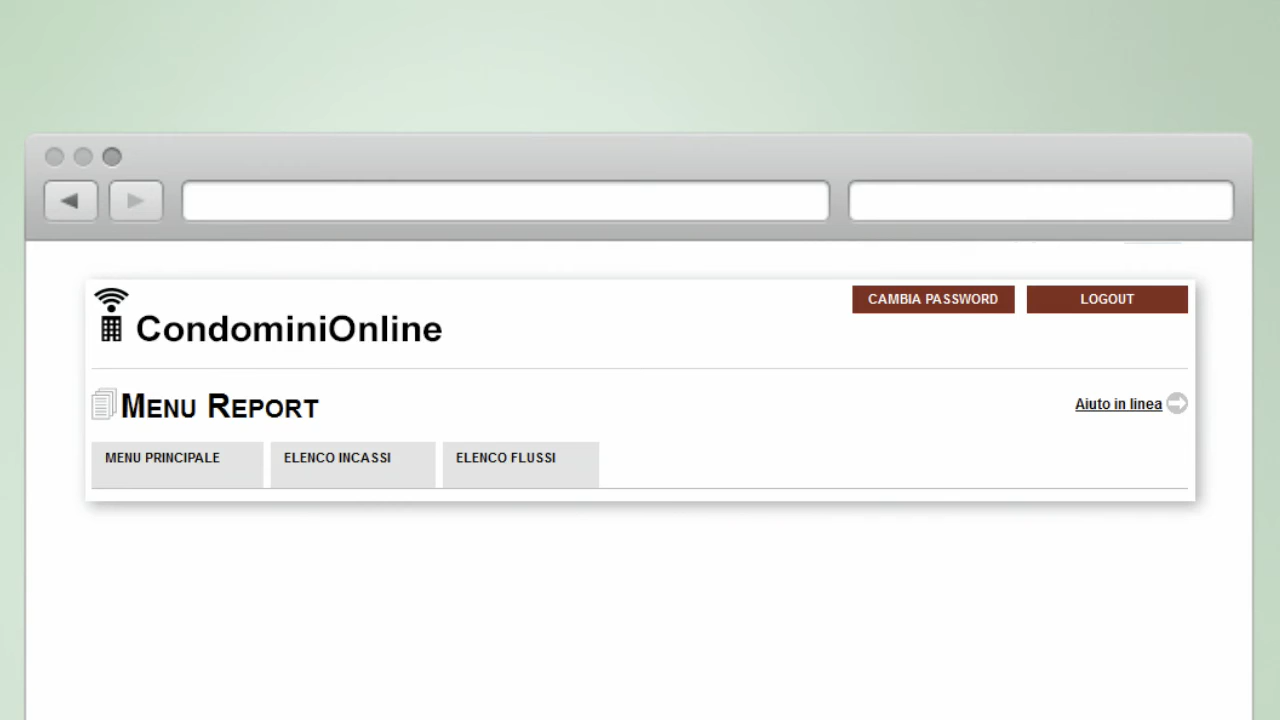 CAMBIA PASSWORD LOGOUT
CondominiOnline
MENU REPORT
Aiuto in linea
MENU PRINCIPALE ELENCO INCASSI ELENCO FLUSSI